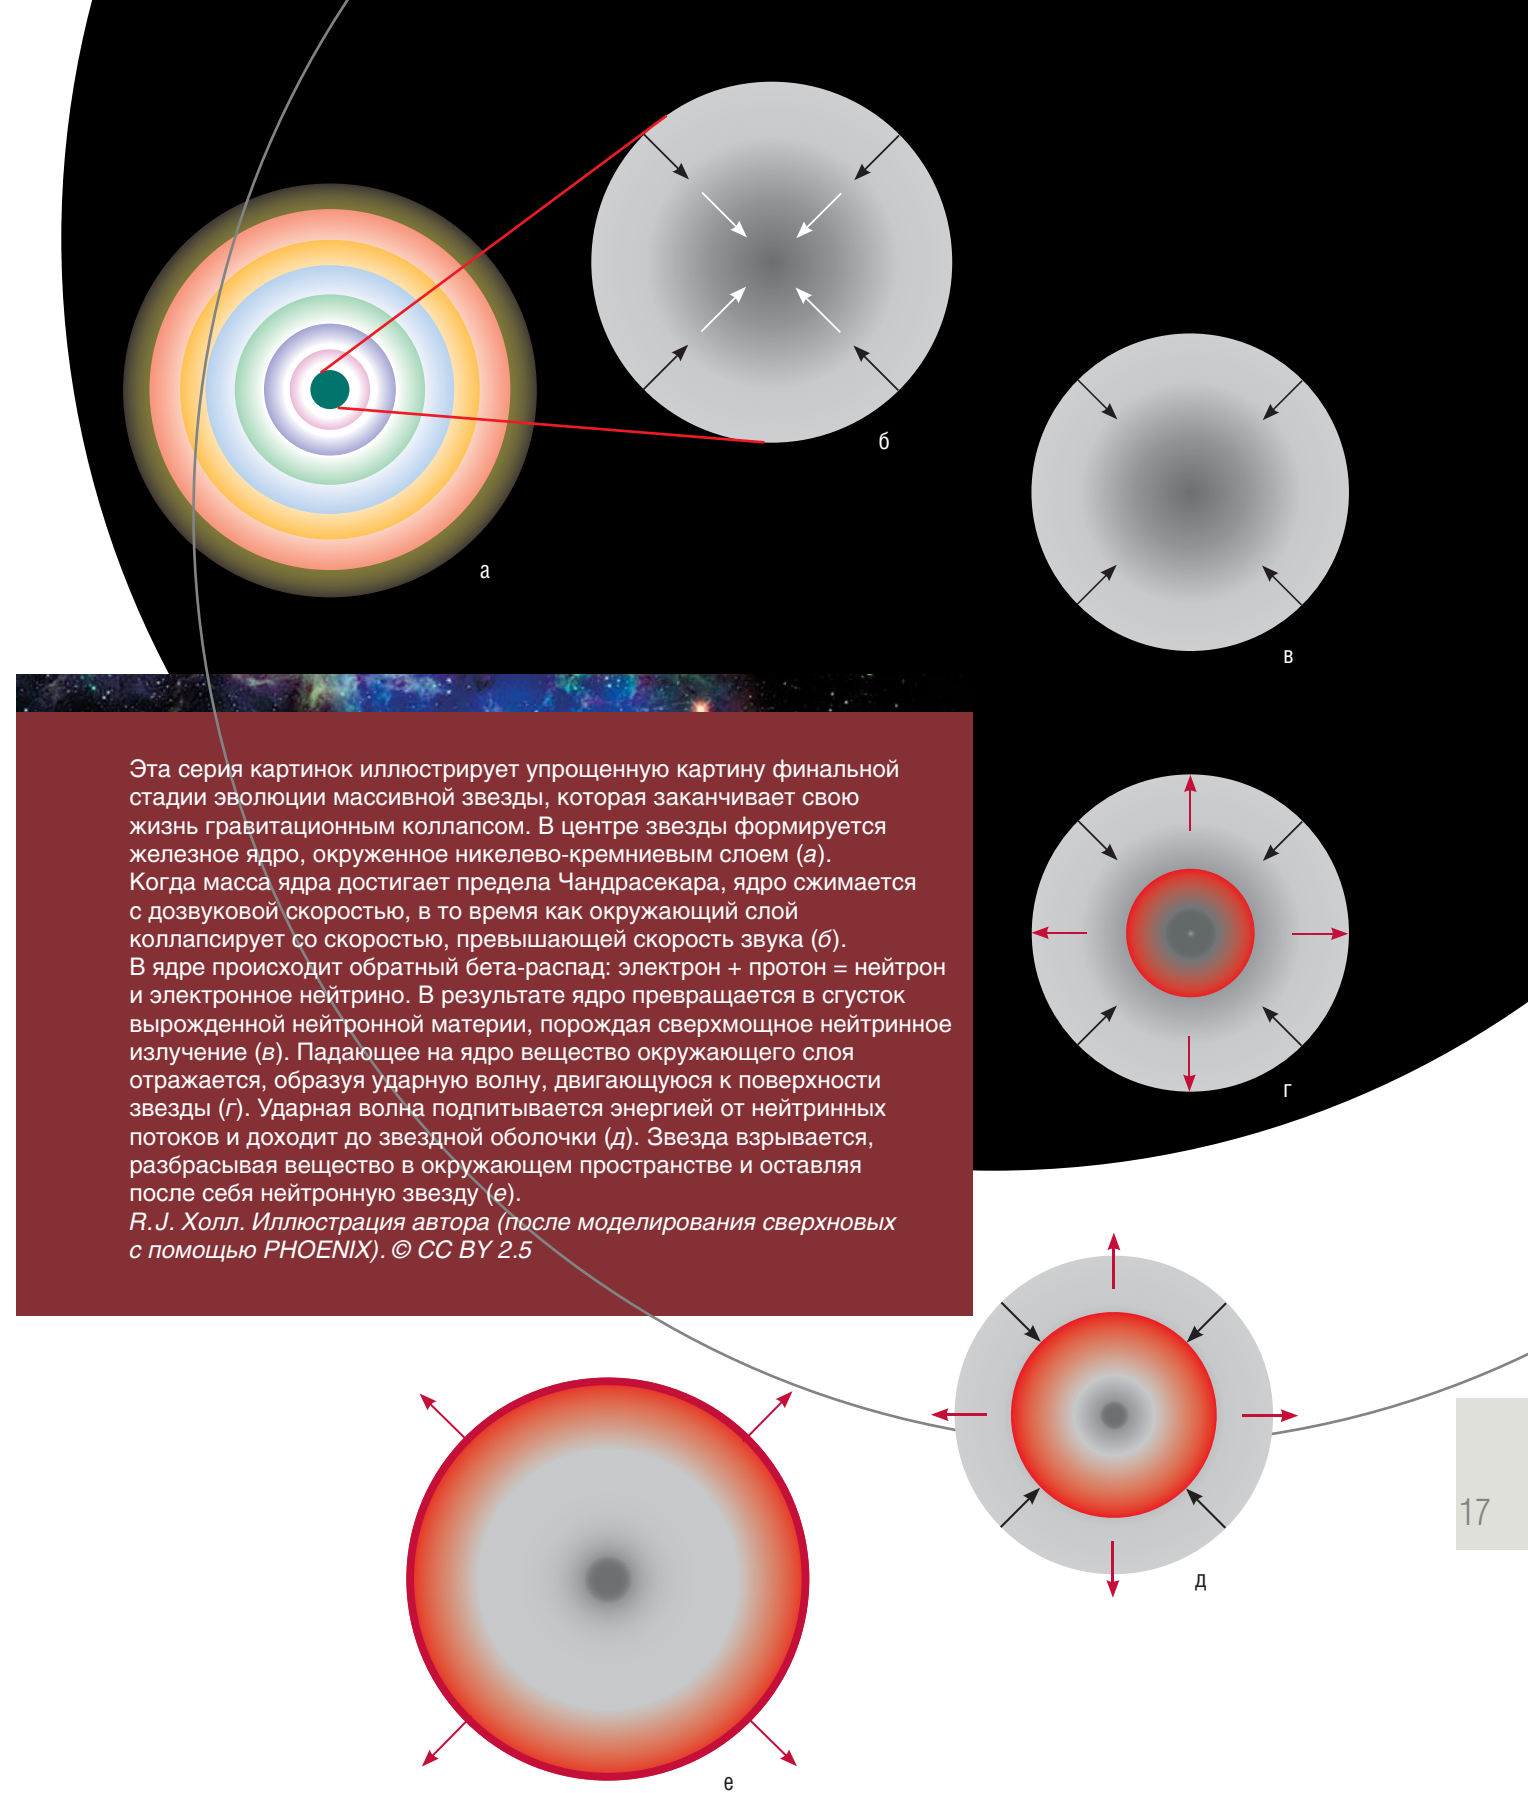 б
а
в
Эта серия картинок иллюстрирует упрощенную картину финальной
стадии эволюции массивной звезды, которая заканчивает свою
жизнь гравитационным коллапсом. В центре звезды формируется
железное ядро, окруженное никелево-кремниевым слоем (а).
Когда масса ядра достигает предела Чандрасекара, ядро сжимается
с дозвуковой скоростью, в то время как окружающий слой
коллапсирует со скоростью, превышающей скорость звука (б).
В ядре происходит обратный бета-распад: электрон + протон = нейтрон
и электронное нейтрино. В результате ядро превращается в сгусток
вырожденной нейтронной материи, порождая сверхмощное нейтринное
излучение (в). Падающее на ядро вещество окружающего слоя
отражается, образуя ударную волну, двигающуюся к поверхности
звезды (г). Ударная волна подпитывается энергией от нейтринных
потоков и доходит до звездной оболочки (д). Звезда взрывается,
разбрасывая вещество в окружающем пространстве и оставляя
после себя нейтронную звезду (е).
R.J. Холл. Иллюстрация автора (после моделирования сверхновых
с помощью PHOENIX). © CC BY 2.5
г
17
д
е